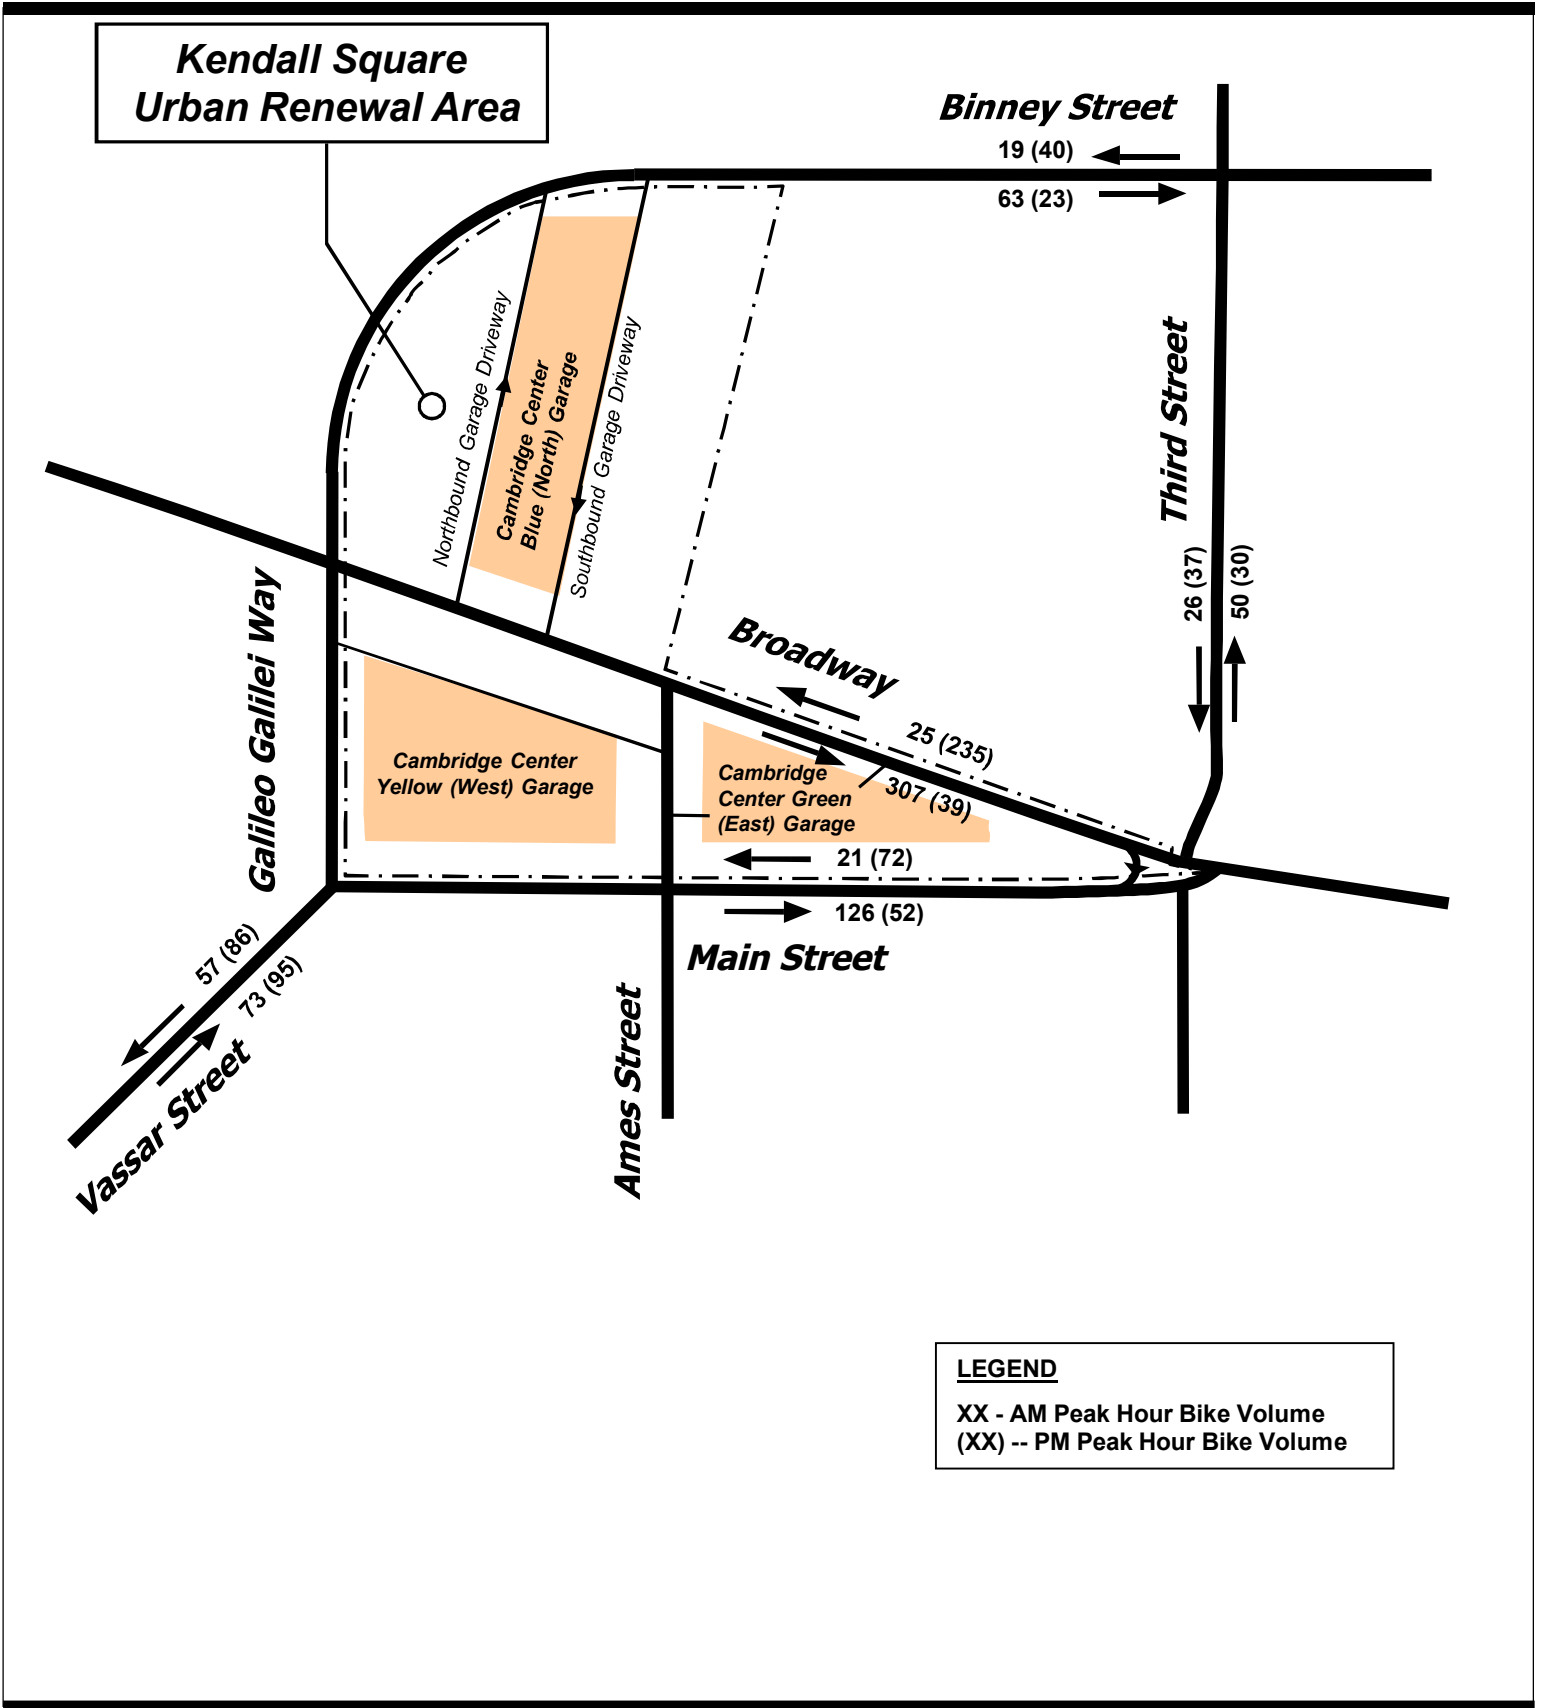 Kendall Square
Urban Renewal Area
Binney Street
19 (40)
63 (23)
Third Street
26 (37)
50 (30)
Northbound Garage Driveway
Cambridge Center
Blue (North) Garage
Southbound Garage Driveway
Galileo Galilei Way
Broadway
25 (235)
307 (39)
Cambridge Center
Yellow (West) Garage
Cambridge
Center Green
(East) Garage
21 (72)
126 (52)
Main Street
57 (86)
73 (95)
Vassar Street
Ames Street
LEGEND
XX - AM Peak Hour Bike Volume
(XX) -- PM Peak Hour Bike Volume